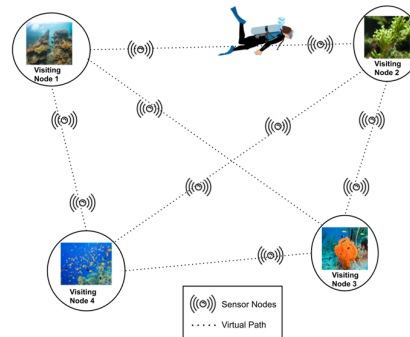 Visiting
Node 1
Visiting
Node 2
Visiting
Node 3
Visiting
Node 4
Sensor Nodes
Virtual Path